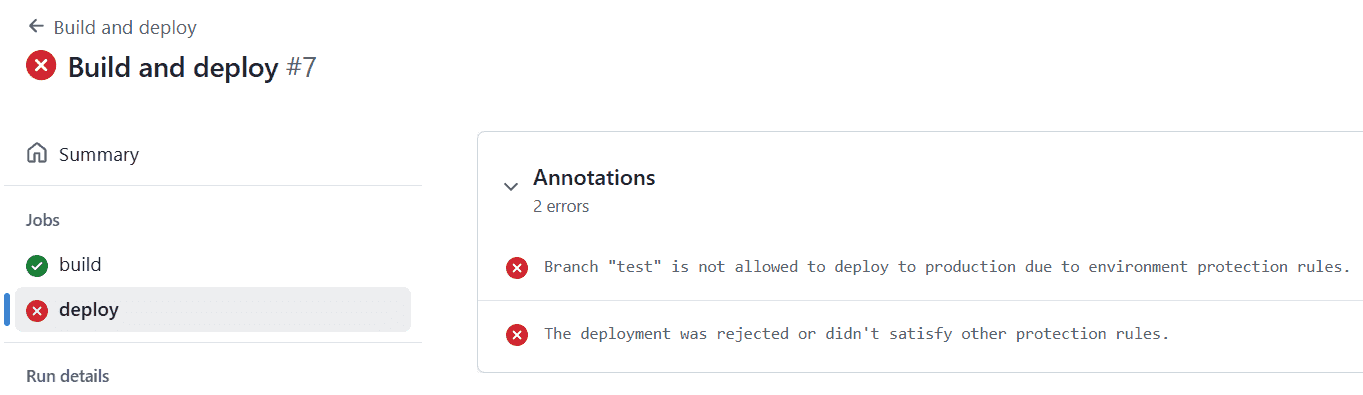 Build and deploy
Build and deploy #7
Summary
Jobs
build
deploy
Run details
Annotations
2 errors
Branch "test" is not allowed to deploy to production due to environment protection rules.
The deployment was rejected or didn't satisfy other protection rules.